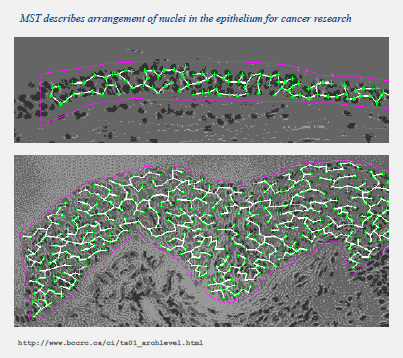 MST describes arrangement of nuclei in the epithelium for cancer research
http://www.bccrc.ca/ci/ta01_archlevel.html